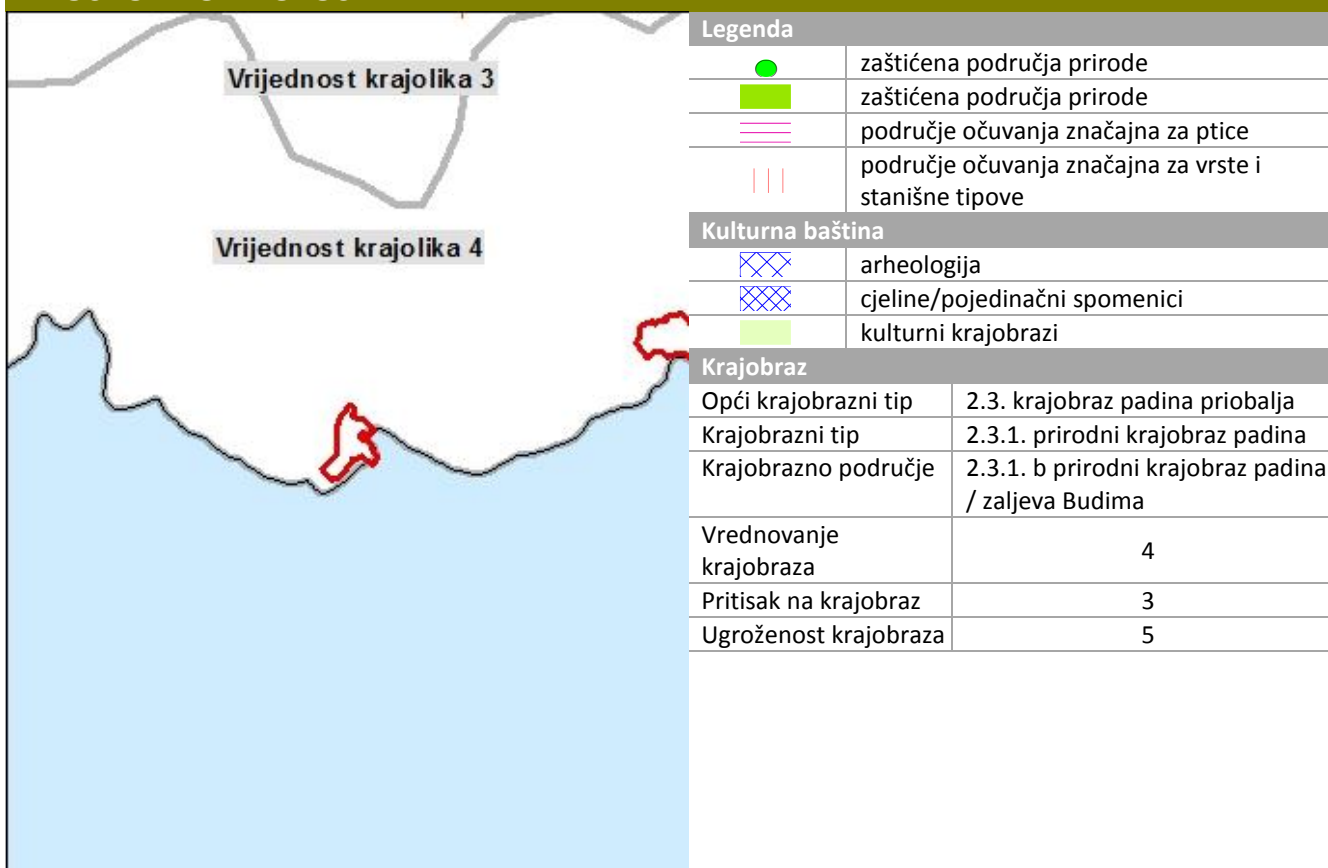 Vrijednost krajolika 3
Vrijednost krajolika 4
Legenda
zaštićena područja prirode
zaštićena područja prirode
područje očuvanja značajna za ptice
područje očuvanja značajna za vrste i
stanišne tipove
Kulturna baština
arheologija
cjeline/pojedinačni spomenici
kulturni krajobrazi
Krajobraz
Opći krajobrazni tip 2.3. krajobraz padina priobalja
Krajobrazni tip 2.3.1. prirodni krajobraz padina
Krajobrazno područje 2.3.1. b prirodni krajobraz padina
/ zaljeva Budima
Vrednovanje
krajobraza 4
Pritisak na krajobraz 3
Ugroženost krajobraza 5